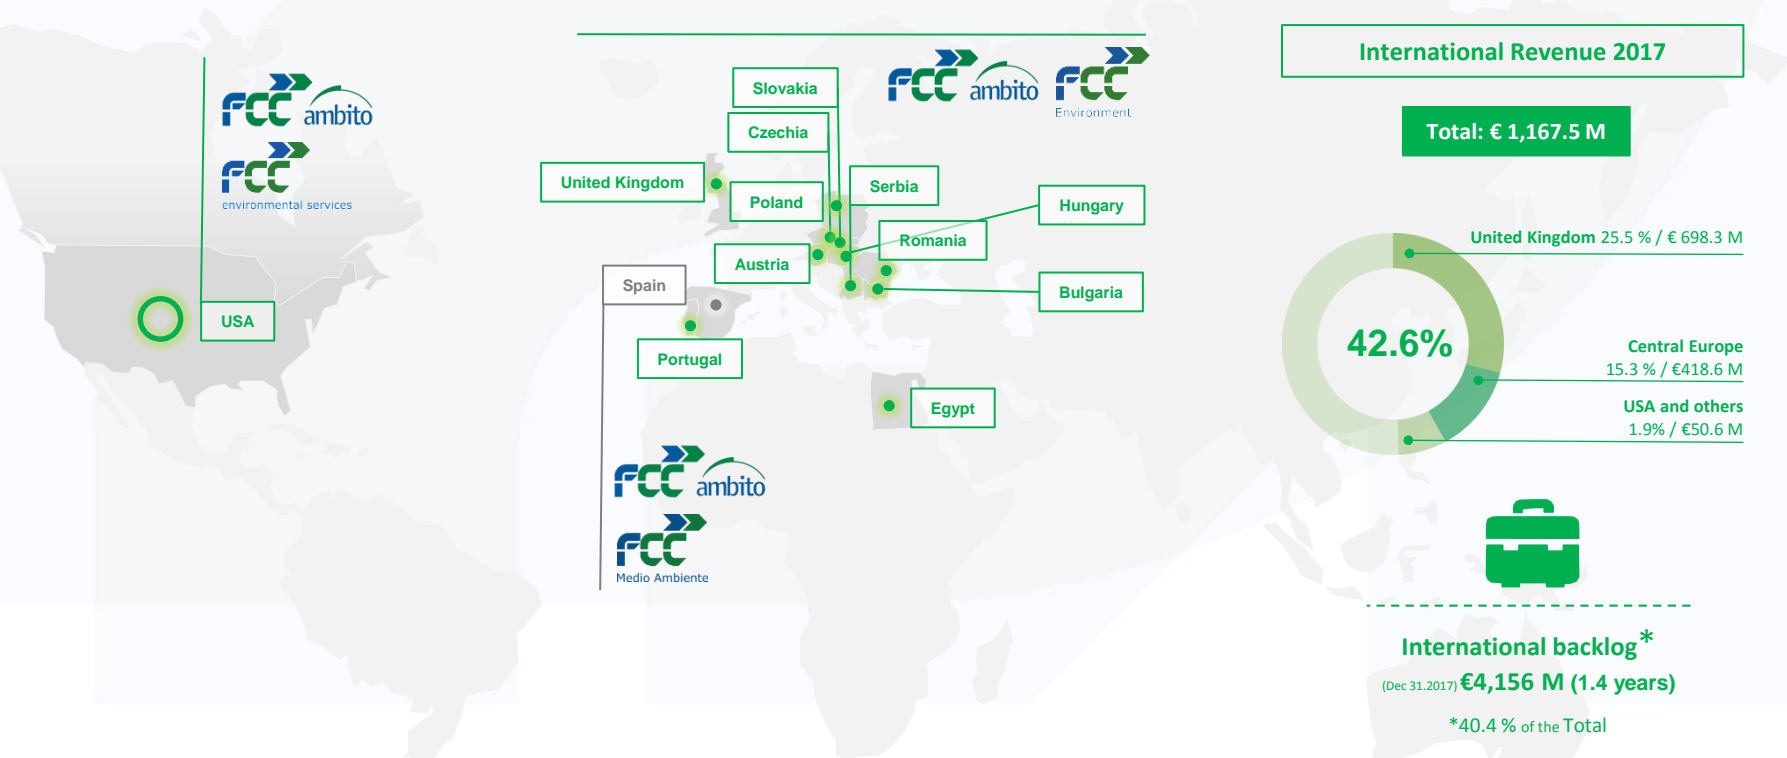 FCC ambito
FCC
environmental services
USA
FCC ambito
FCC
Environment
Slovakia
Czechia
United Kingdom
Poland
Serbia
Hungary
Romania
Austria
Spain
Bulgaria
Portugal
Egypt
FCC ambito
FCC
Medio Ambiente
International Revenue 2017
Total: € 1,167.5 M
United Kingdom 25.5 % / € 698.3 M
42.6%
Central Europe
15.3 % / €418.6 M
USA and others
1.9% / €50.6 M
International backlog*
(Dec 31.2017) €4,156 M (1.4 years)
*40.4 % of the Total